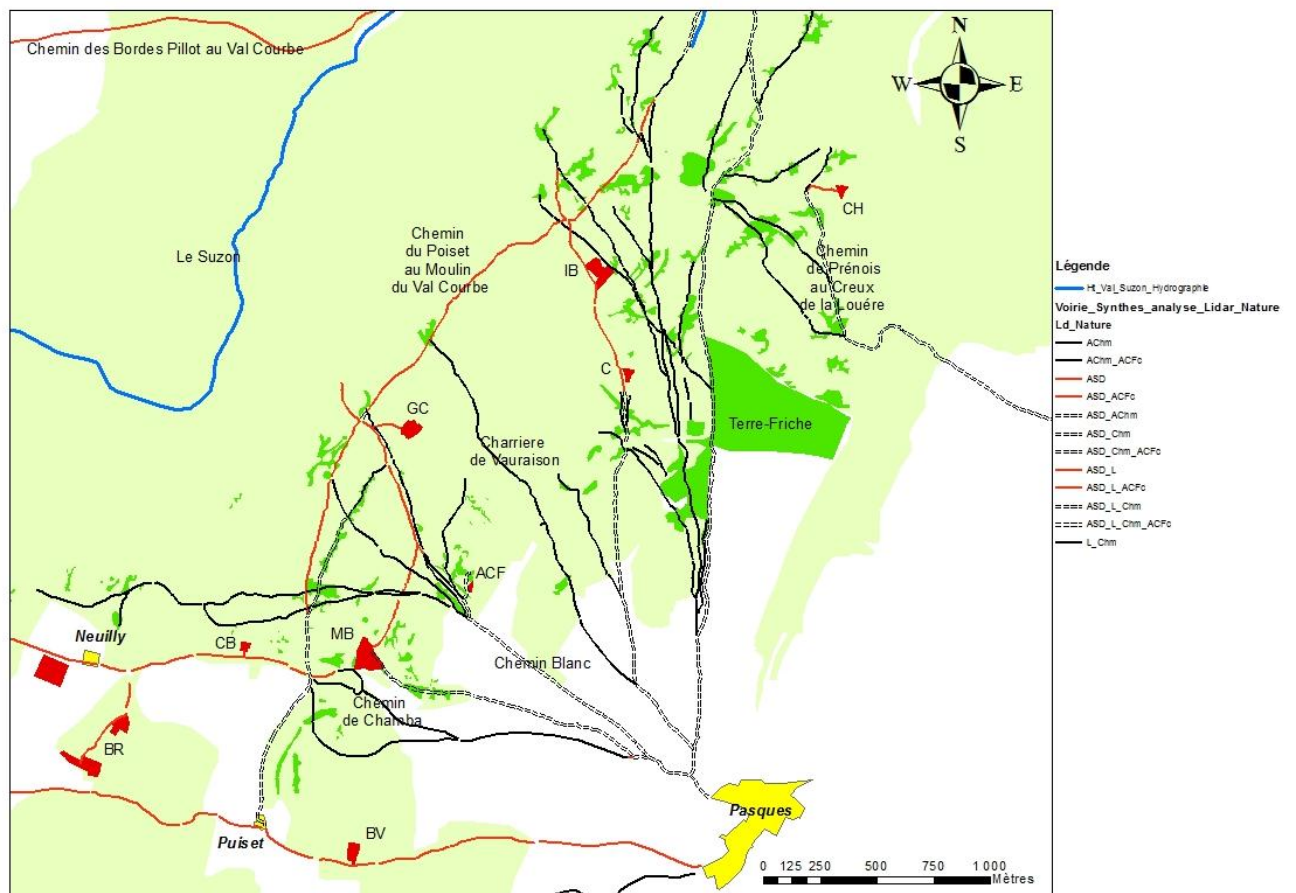 Chemin des Bordes Pillot au Val Courbe
N
W
E
S
CH
Chemin
du Poiset
au Moulin
du Val Courbe
Le Suzon
IB
Chemin
de Prénois
au Creux
de la Louére
C
GC
Terre-Friche
Charriere
de Vauraison
ACF
Neuilly
CB
MB
Chemin Blanc
Chemin
de Chamba
BR
Puiset
BV
Pasques
0 125 250 500 750 1 000
Mètres
Légende
Ht_Val_Suzon_Hydrographie
Voirie_Synthes_analyse_Lidar_Nature
Ld_Nature
AChm
AChm_ACFc
ASD
ASD_ACFc
ASD_AChm
ASD_Chm
ASD_Chm_ACFc
ASD_L
ASD_L_ACFc
ASD_L_Chm
ASD_L_Chm_ACFc
L_Chm